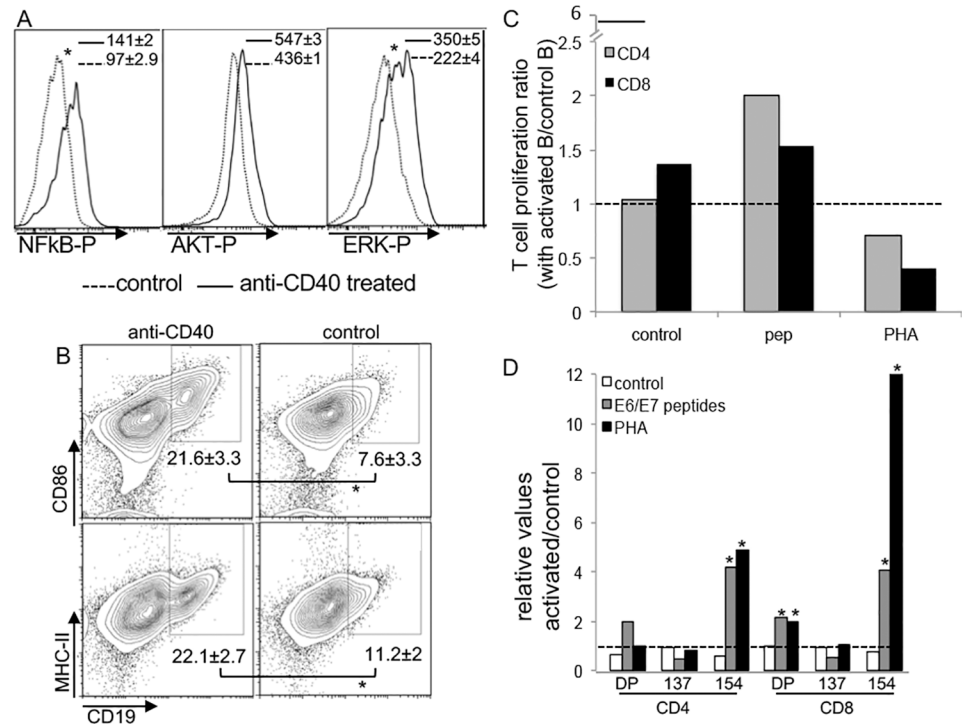 A
141±2
97±2.9
*
547±3
436±1
350±5
222±4
*
NFkB-P
AKT-P
ERK-P
control
anti-CD40 treated
B
anti-CD40
control
CD86
21.6±3.3
7.6±3.3
*
MHC-II
22.1±2.7
11.2±2
*
CD19
C
T cell proliferation ratio
(with activated B/control B)
6
2.5
2
1.5
1
0.5
0
CD4
CD8
control
pep
PHA
D
relative values
activated/control
12
10
8
6
4
2
0
control
E6/E7 peptides
PHA
*
*
*
*
*
*
DP
137
154
DP
137
154
CD4
CD8